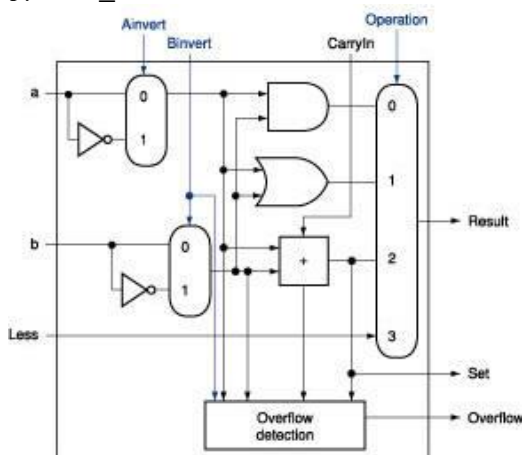 Operation
Ainvert
Binvert
CarryIn
a
0
1
0
1
b
0
1
+
2
Result
Less
3
Set
Overflow detection
Overflow